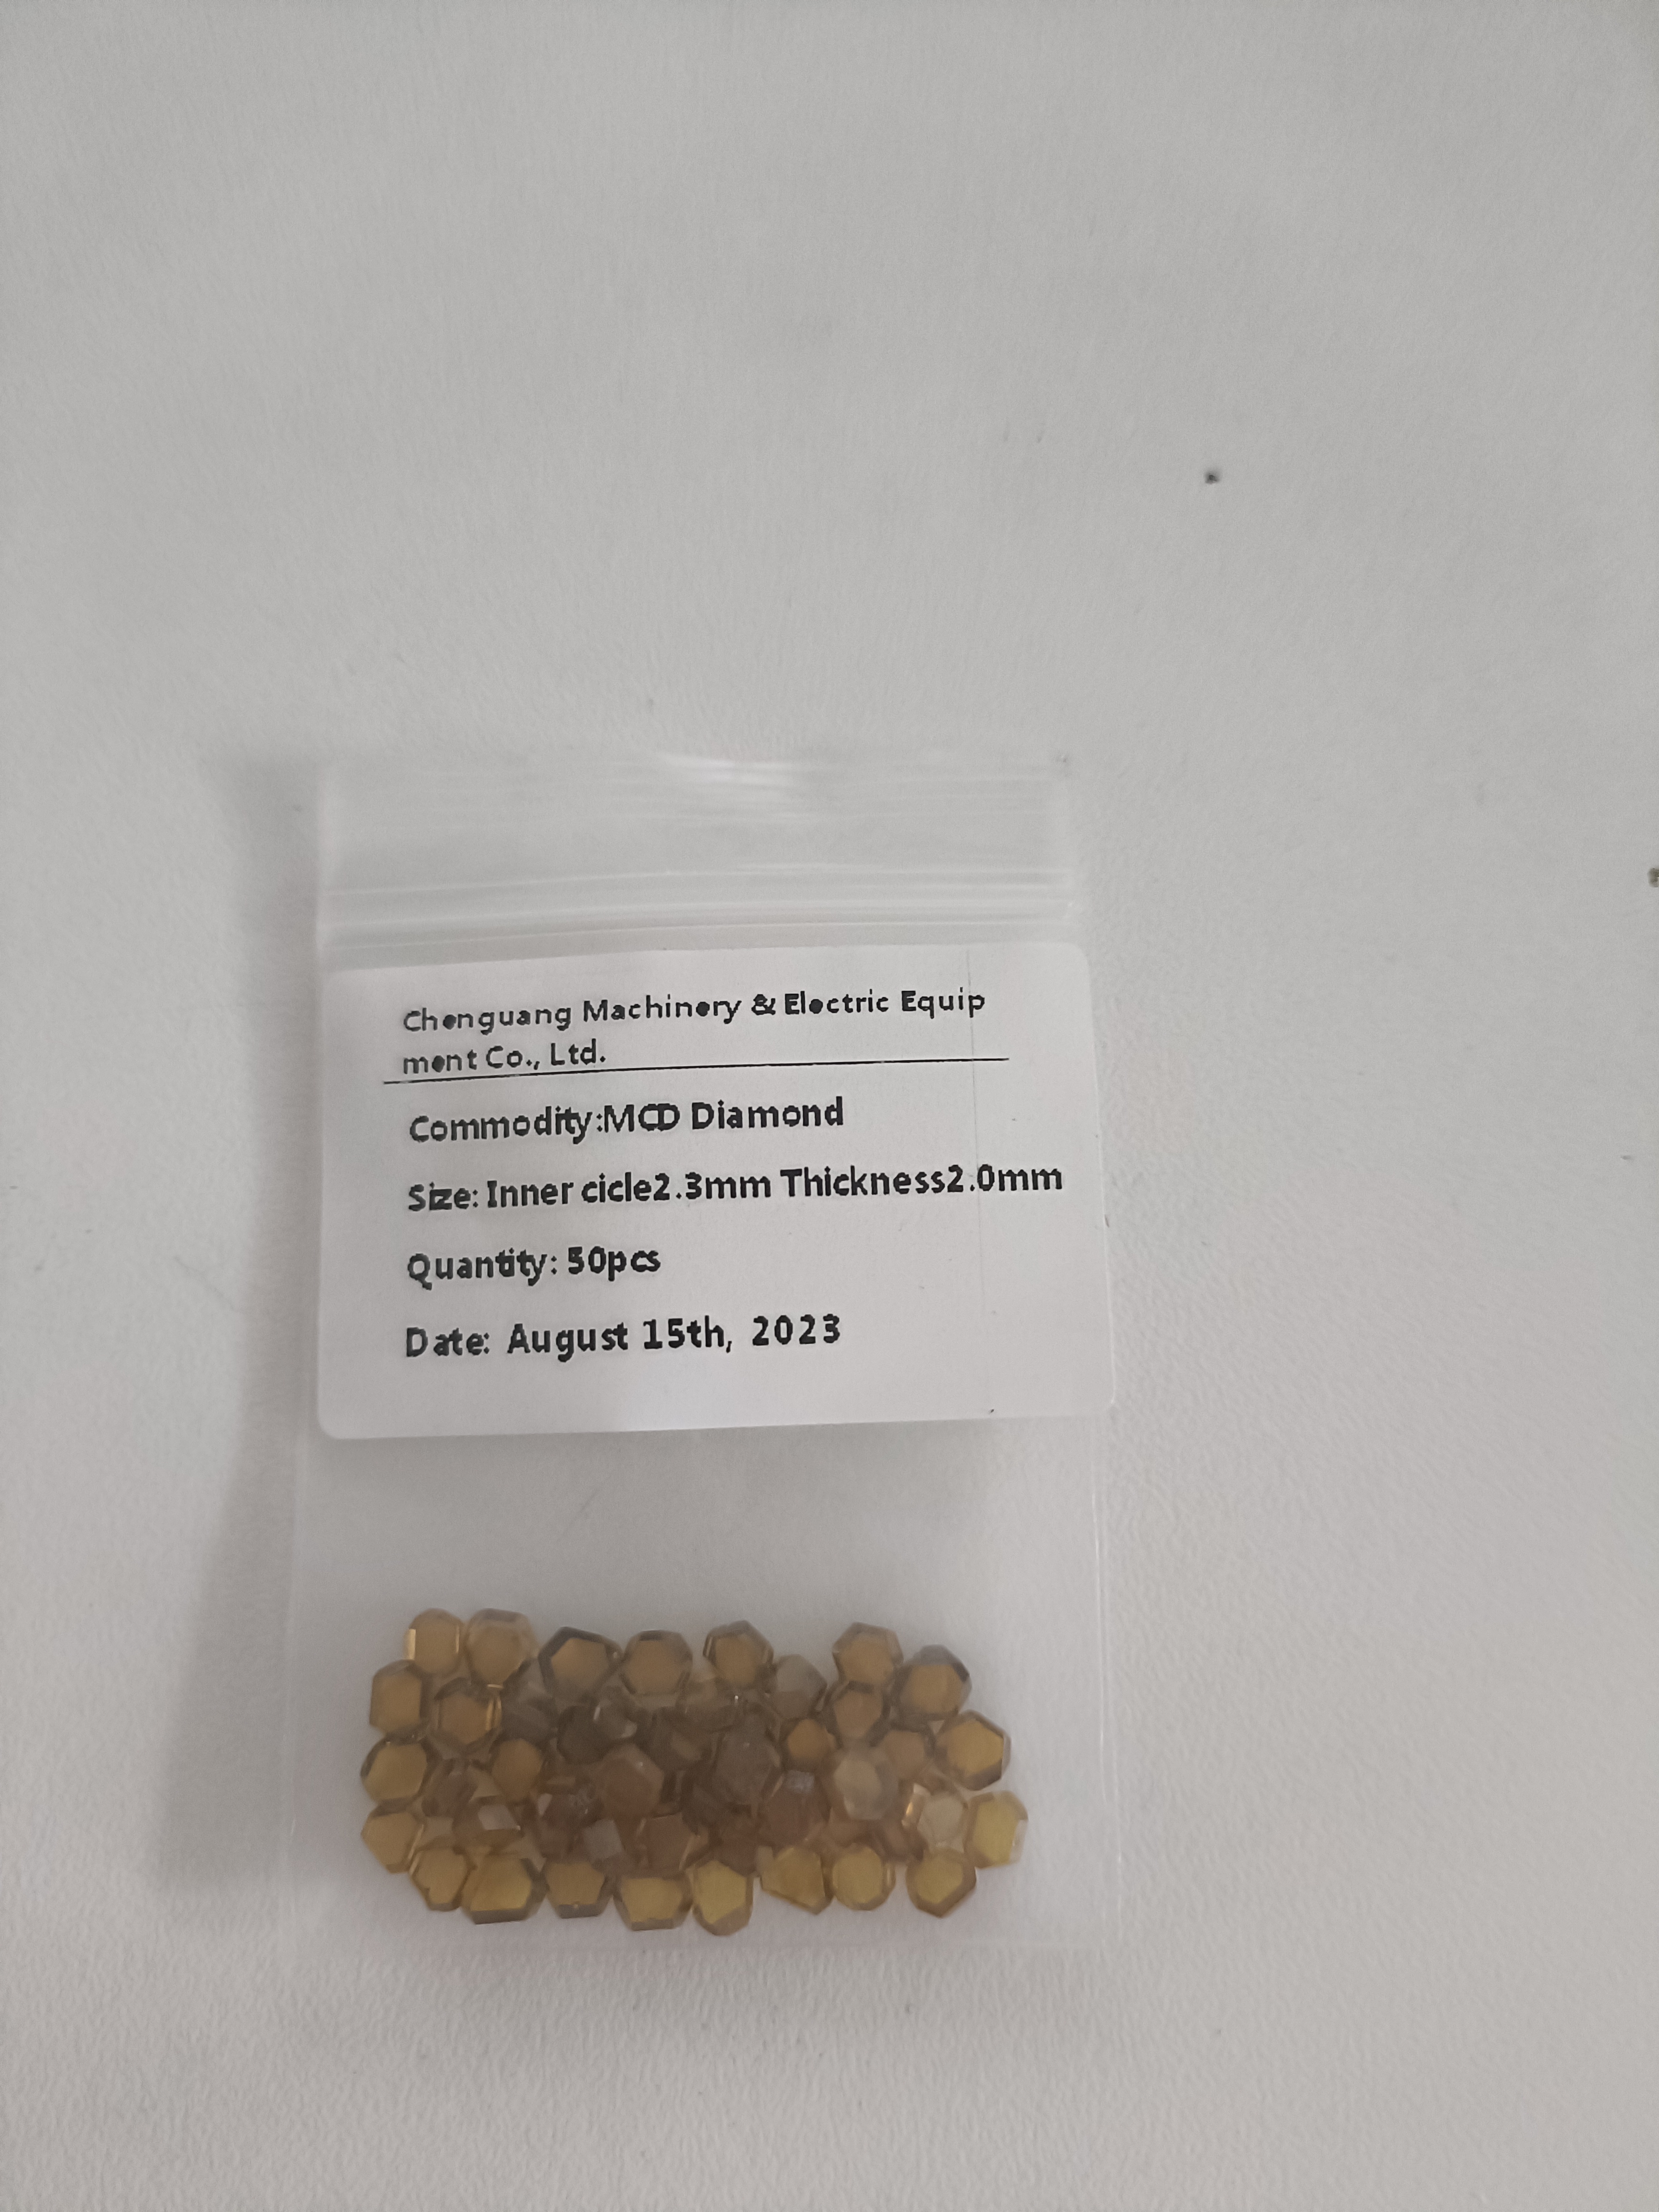 Chenguang Machinery & Electric Equip
ment Co., Ltd.
Commodity:MCD Diamond
Size: Inner cicle2.3mm Thickness2.0mm
Quantity: 50pcs
Date: August 15th, 2023